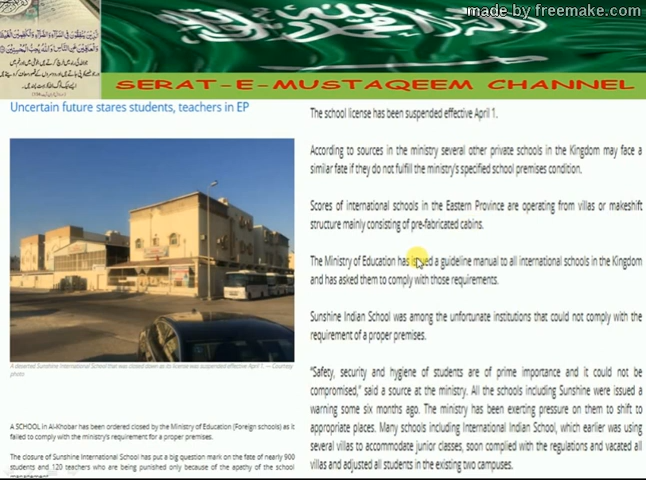 made by freemake.com
SERAT-E-MUSTAQEEM CHANNEL
Uncertain future stares students, teachers in EP
A deserted Sunshine International School that was closed down as its license was suspended effective April 1. — Courtesy
photo
A SCHOOL in Al-Khobar has been ordered closed by the Ministry of Education (Foreign schools) as it
failed to comply with the ministry's requirement for a proper premises.
The closure of Sunshine International School has put a big question mark on the fate of nearly 900
students and 120 teachers who are being punished only because of the apathy of the school
management.
The school license has been suspended effective April 1.
According to sources in the ministry several other private schools in the Kingdom may face a
similar fate if they do not fulfill the ministry's specified school premises condition.
Scores of international schools in the Eastern Province are operating from villas or makeshift
structure mainly consisting of pre-fabricated cabins.
The Ministry of Education has issued a guideline manual to all international schools in the Kingdom
and has asked them to comply with those requirements.
Sunshine Indian School was among the unfortunate institutions that could not comply with the
requirement of a proper premises.
“Safety, security and hygiene of students are of prime importance and it could not be
compromised,” said a source at the ministry. All the schools including Sunshine were issued a
warning some six months ago. The ministry has been exerting pressure on them to shift to
appropriate places. Many schools including International Indian School, which earlier was using
several villas to accommodate junior classes, soon complied with the regulations and vacated all
villas and adjusted all students in the existing two campuses.